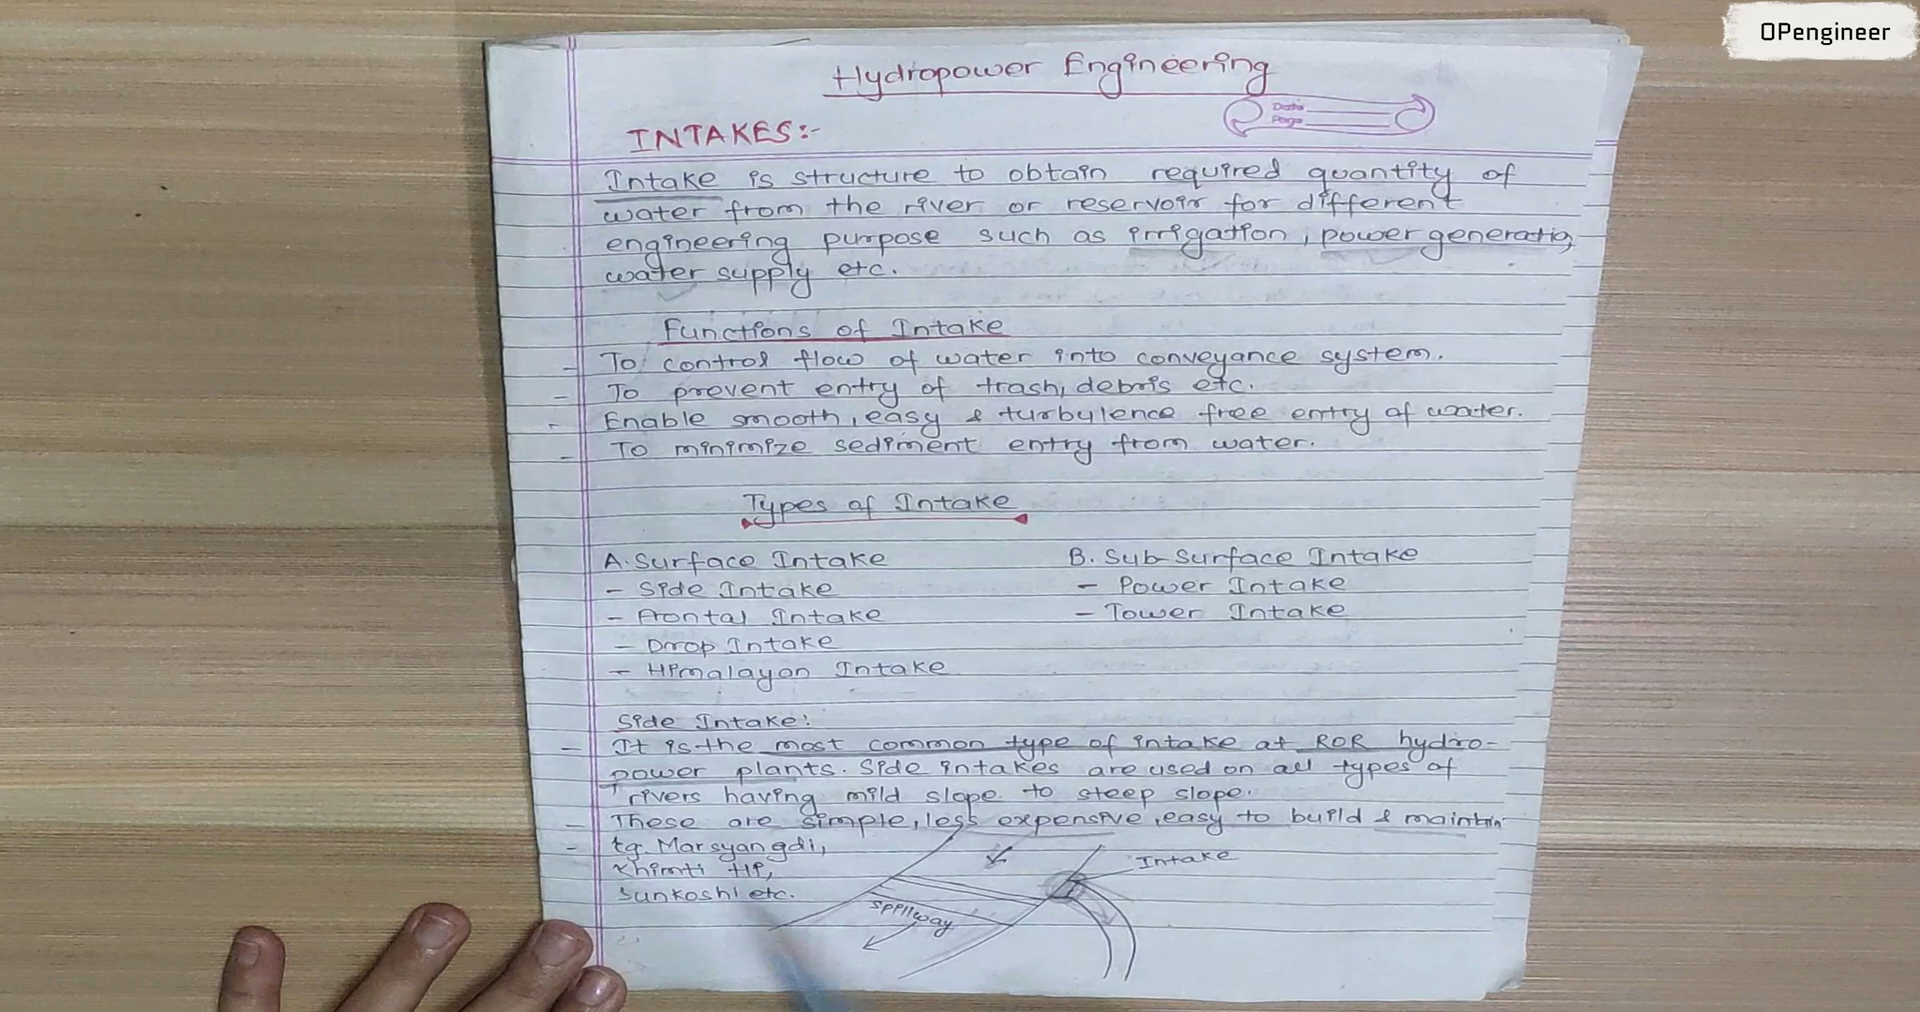 OPengineer
Hydropower Engineering
Date
Page
INTAKES:-
Intake is structure to obtain required quantity of
water from the river or reservoir for different
engineering purpose such as irrigation, power generatio
water supply etc.
Functions of Intake
- To control flow of water into conveyance system.
- To prevent entry of trash, debris etc.
- Enable smooth, easy & turbulence free entry of water.
- To minimize sediment entry from water.
Types of Intake
A. Surface Intake
- Side Intake
- Frontal Intake
- Drop Intake
- Himalayan Intake
B. Sub-Surface Intake
- Power Intake
- Tower Intake
Side Intake:
- It is the most common type of intake at ROR hydro-
power plants. Side intakes are used on all types of
rivers having mild slope to steep slope.
- These are simple, less expensive, easy to build & maintain
- Eg. Marsyangdi,
Khimti HP,
Sunkoshi etc.
Intake
Spillway